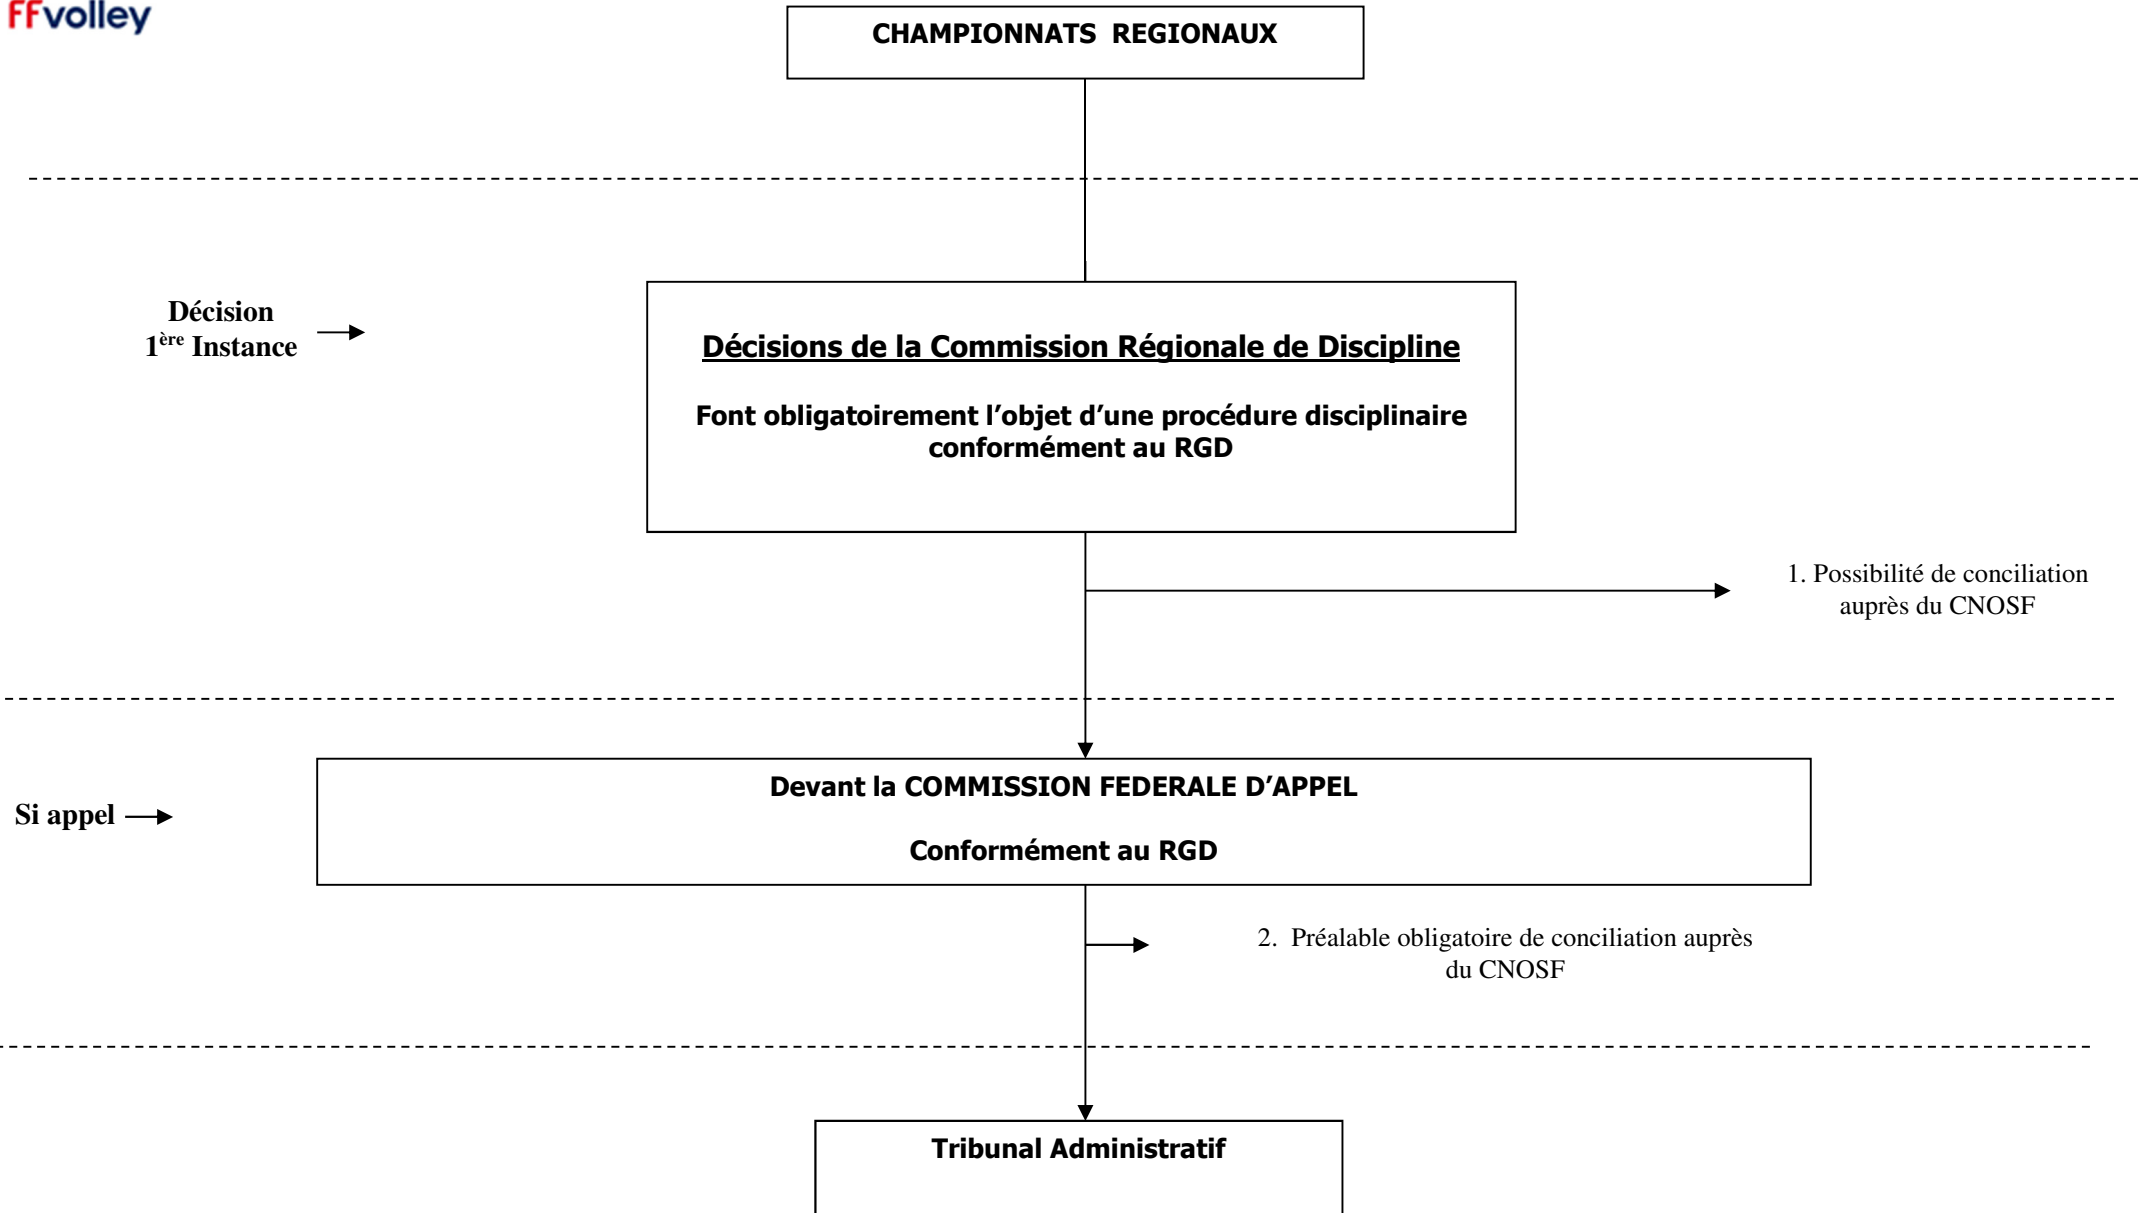 FFvolley
CHAMPIONNATS REGIONAUX
Décision
1ère Instance
Décisions de la Commission Régionale de Discipline
Font obligatoirement l’objet d’une procédure disciplinaire
conformément au RGD
1. Possibilité de conciliation
auprès du CNOSF
Si appel
Devant la COMMISSION FEDERALE D’APPEL
Conformément au RGD
2. Préalable obligatoire de conciliation auprès
du CNOSF
Tribunal Administratif